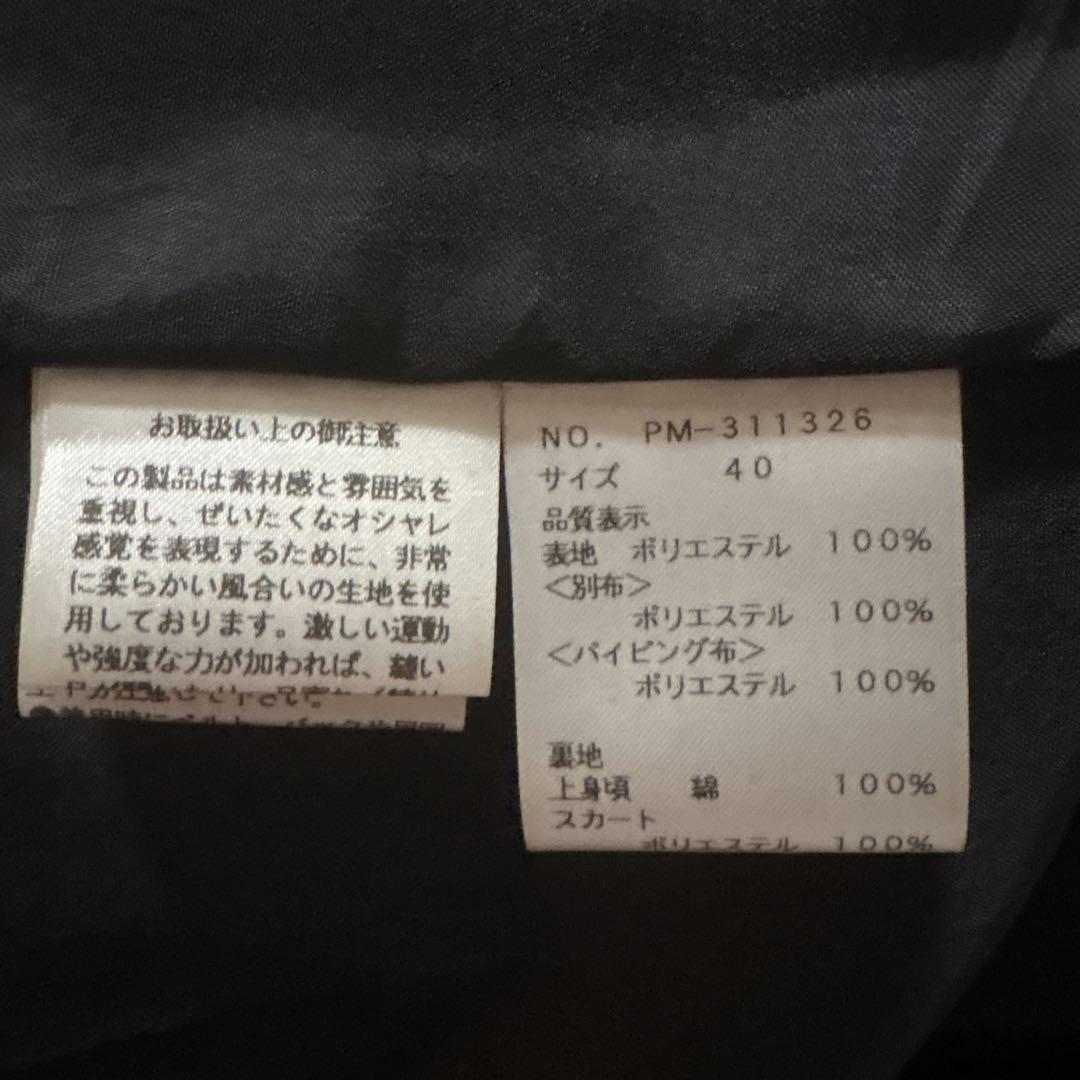 お取扱い上の御注意
この製品は素材感と雰囲気を
重視し、ぜいたくなオシャレ
感覚を表現するために、非常
に柔らかい風合いの生地を使
用しております。激しい運動
や強度な力が加われば、縫い
NO. PM-311326
サイズ 40
品質表示
表地 ポリエステル 100%
<別布>
ポリエステル 100%
<パイピング布>
ポリエステル 100%
裏地
上身頃 綿 100%
スカート
ポリエステル 100%